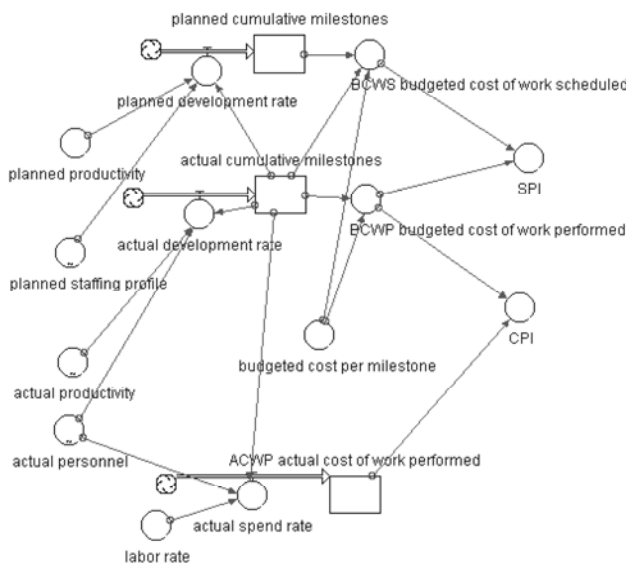 planned cumulative milestones
BCWS budgeted cost of work scheduled
planned development rate
planned productivity
actual cumulative milestones
SPI
actual development rate
BCWP budgeted cost of work performed
planned staffing profile
budgeted cost per milestone
CPI
actual productivity
actual personnel
ACWP actual cost of work performed
actual spend rate
labor rate